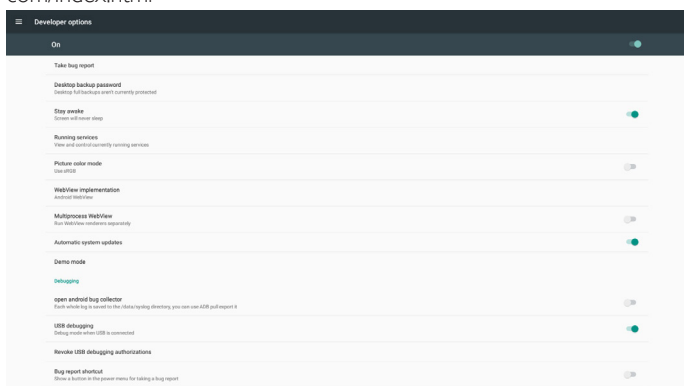 Developer options
On
Take bug report
Desktop backup password
Desktop full backups aren't currently protected
Stay awake
Screen will never sleep
Running services
View and control currently running services
Picture color mode
Use sRGB
WebView implementation
Android WebView
Multiprocess WebView
Run WebView renderers separately
Automatic system updates
Demo mode
Debugging
open android bug collector
Each whole log is saved to the /data/syslog directory, you can use ADB pull export it
USB debugging
Debug mode when USB is connected
Revoke USB debugging authorizations
Bug report shortcut
Show a button in the power menu for taking a bug report